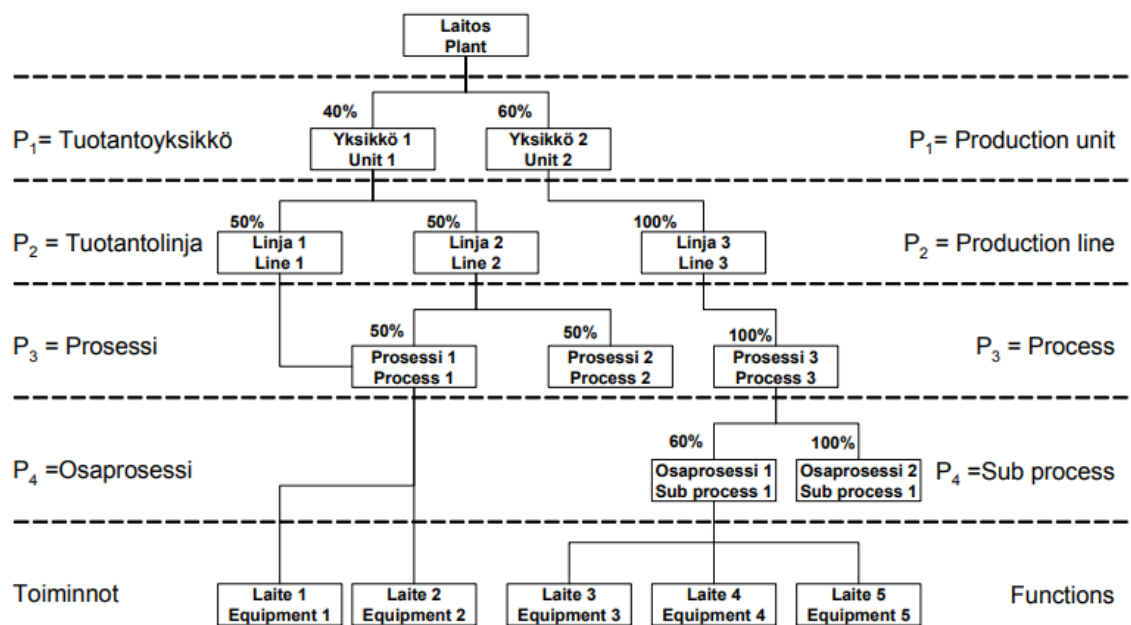 Laitos
Plant
40%
60%
P₁= Tuotantoyksikkö
Yksikkö 1
Unit 1
Yksikkö 2
Unit 2
P₁= Production unit
50%
50%
100%
P₂ = Tuotantolinja
Linja 1
Line 1
Linja 2
Line 2
Linja 3
Line 3
P₂ = Production line
50%
50%
100%
P₃ = Prosessi
Prosessi 1
Process 1
Prosessi 2
Process 2
Prosessi 3
Process 3
P₃ = Process
60%
100%
P₄ =Osaprosessi
Osaprosessi 1
Sub process 1
Osaprosessi 2
Sub process 1
P₄ =Sub process
Toiminnot
Laite 1
Equipment 1
Laite 2
Equipment 2
Laite 3
Equipment 3
Laite 4
Equipment 4
Laite 5
Equipment 5
Functions